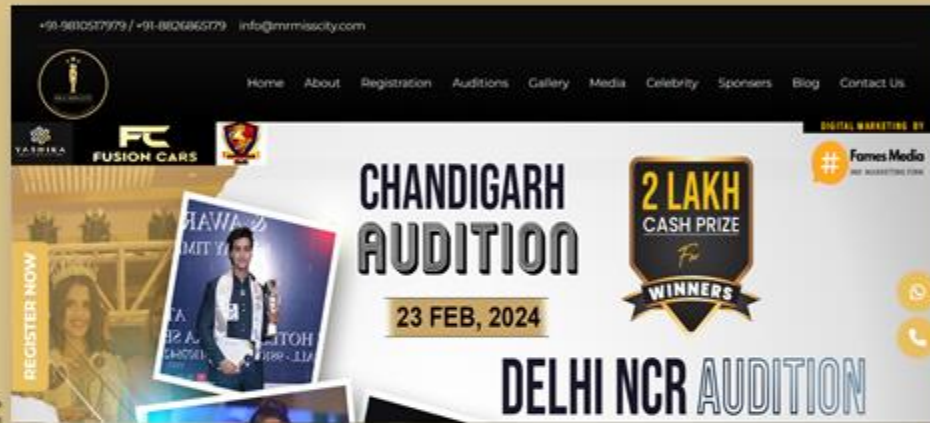 +91-9810517979 / +91-8826865179 info@mrmisscity.com
Home About Registration Auditions Gallery Media Celebrity Sponsers Blog Contact Us
YASHIKA
FC
FUSION CARS
DIGITAL MARKETING BY
# Fames Media
CHANDIGARH
AUDITION
23 FEB, 2024
2 LAKH
CASH PRIZE
For
WINNERS
REGISTER NOW
DELHI NCR AUDITION